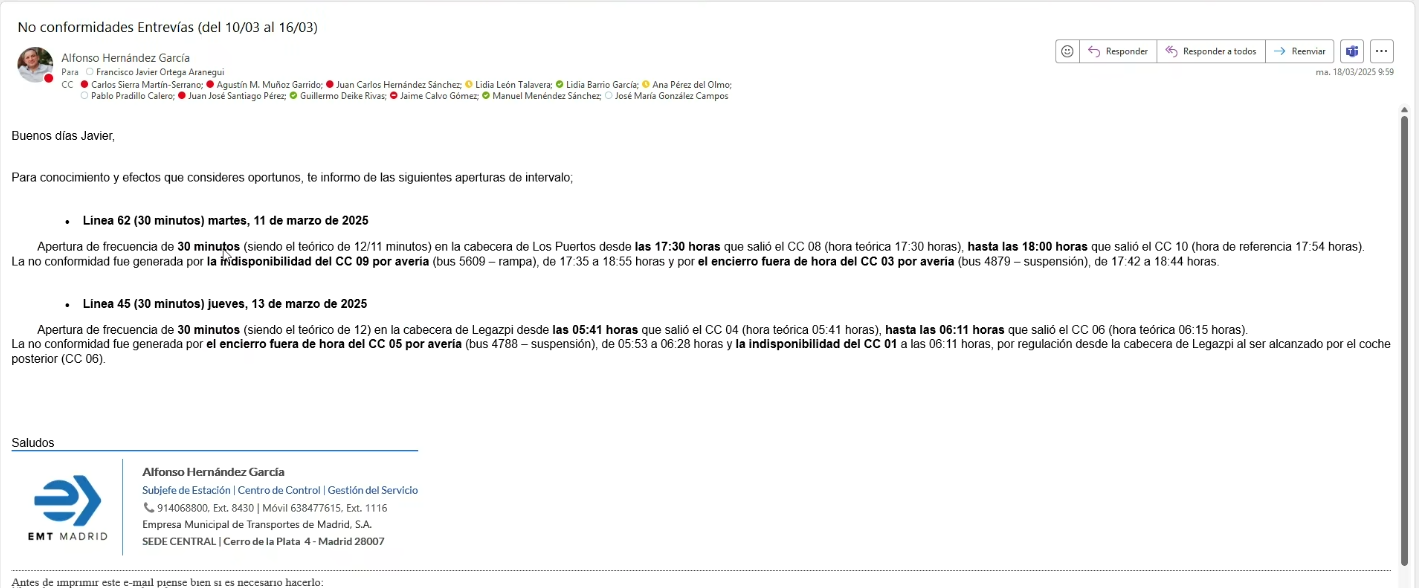 No conformidades Entrevías (del 10/03 al 16/03)
Alfonso Hernández García
Responder
Responder a todos
Reenviar
Para Francisco Javier Ortega Aranegui
ma. 18/03/2025 9:59
CC Carlos Sierra Martín-Serrano; Agustín M. Muñoz Garrido; Juan Carlos Hernández Sánchez; Lidia León Talavera; Lidia Barrio García; Ana Pérez del Olmo;
Pablo Pradillo Calero; Juan José Santiago Pérez; Guillermo Deike Rivas; Jaime Calvo Gómez; Manuel Menéndez Sánchez; José María González Campos
Buenos días Javier,
Para conocimiento y efectos que consideres oportunos, te informo de las siguientes aperturas de intervalo;
• Línea 62 (30 minutos) martes, 11 de marzo de 2025
Apertura de frecuencia de 30 minutos (siendo el teórico de 12/11 minutos) en la cabecera de Los Puertos desde las 17:30 horas que salió el CC 08 (hora teórica 17:30 horas), hasta las 18:00 horas que salió el CC 10 (hora de referencia 17:54 horas).
La no conformidad fue generada por la indisponibilidad del CC 09 por avería (bus 5609 – rampa), de 17:35 a 18:55 horas y por el encierro fuera de hora del CC 03 por avería (bus 4879 – suspensión), de 17:42 a 18:44 horas.
• Línea 45 (30 minutos) jueves, 13 de marzo de 2025
Apertura de frecuencia de 30 minutos (siendo el teórico de 12) en la cabecera de Legazpi desde las 05:41 horas que salió el CC 04 (hora teórica 05:41 horas), hasta las 06:11 horas que salió el CC 06 (hora teórica 06:15 horas).
La no conformidad fue generada por el encierro fuera de hora del CC 05 por avería (bus 4788 – suspensión), de 05:53 a 06:28 horas y la indisponibilidad del CC 01 a las 06:11 horas, por regulación desde la cabecera de Legazpi al ser alcanzado por el coche
posterior (CC 06).
Saludos
Alfonso Hernández García
Subjefe de Estación | Centro de Control | Gestión del Servicio
914068800, Ext. 8430 | Móvil 638477615, Ext. 1116
Empresa Municipal de Transportes de Madrid, S.A.
EMT MADRID
SEDE CENTRAL | Cerro de la Plata 4 - Madrid 28007
Antes de imprimir este e-mail piense bien si es necesario hacerlo: